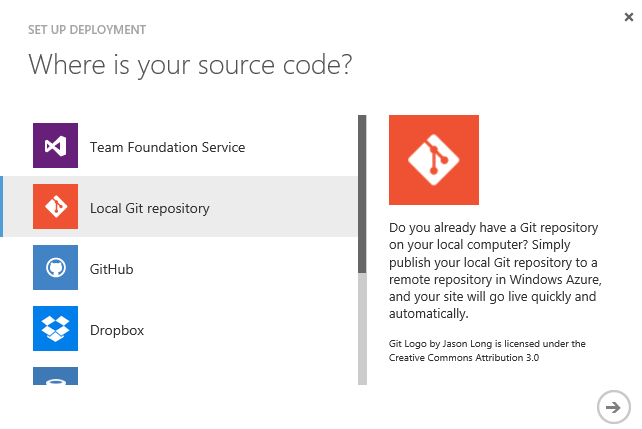 SET UP DEPLOYMENT
Where is your source code?
Team Foundation Service
Local Git repository
GitHub
Dropbox
Do you already have a Git repository
on your local computer? Simply
publish your local Git repository to a
remote repository in Windows Azure,
and your site will go live quickly and
automatically.
Git Logo by Jason Long is licensed under the
Creative Commons Attribution 3.0